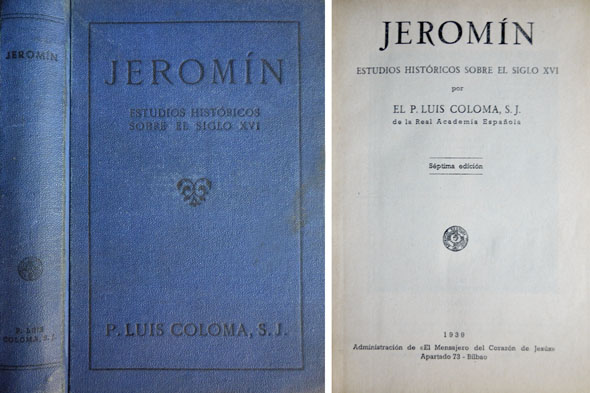 JEROMÍN
P. LUIS
COLOMA, S. J.
JEROMÍN
ESTUDIOS HISTÓRICOS
SOBRE EL SIGLO XVI
P. LUIS COLOMA, S. J.
JEROMÍN
ESTUDIOS HISTÓRICOS SOBRE EL SIGLO XVI
por
EL P. LUIS COLOMA, S. J.
de la Real Academia Española
Séptima edición
1939
Administración de «El Mensajero del Corazón de Jesús»
Apartado 73 - Bilbao